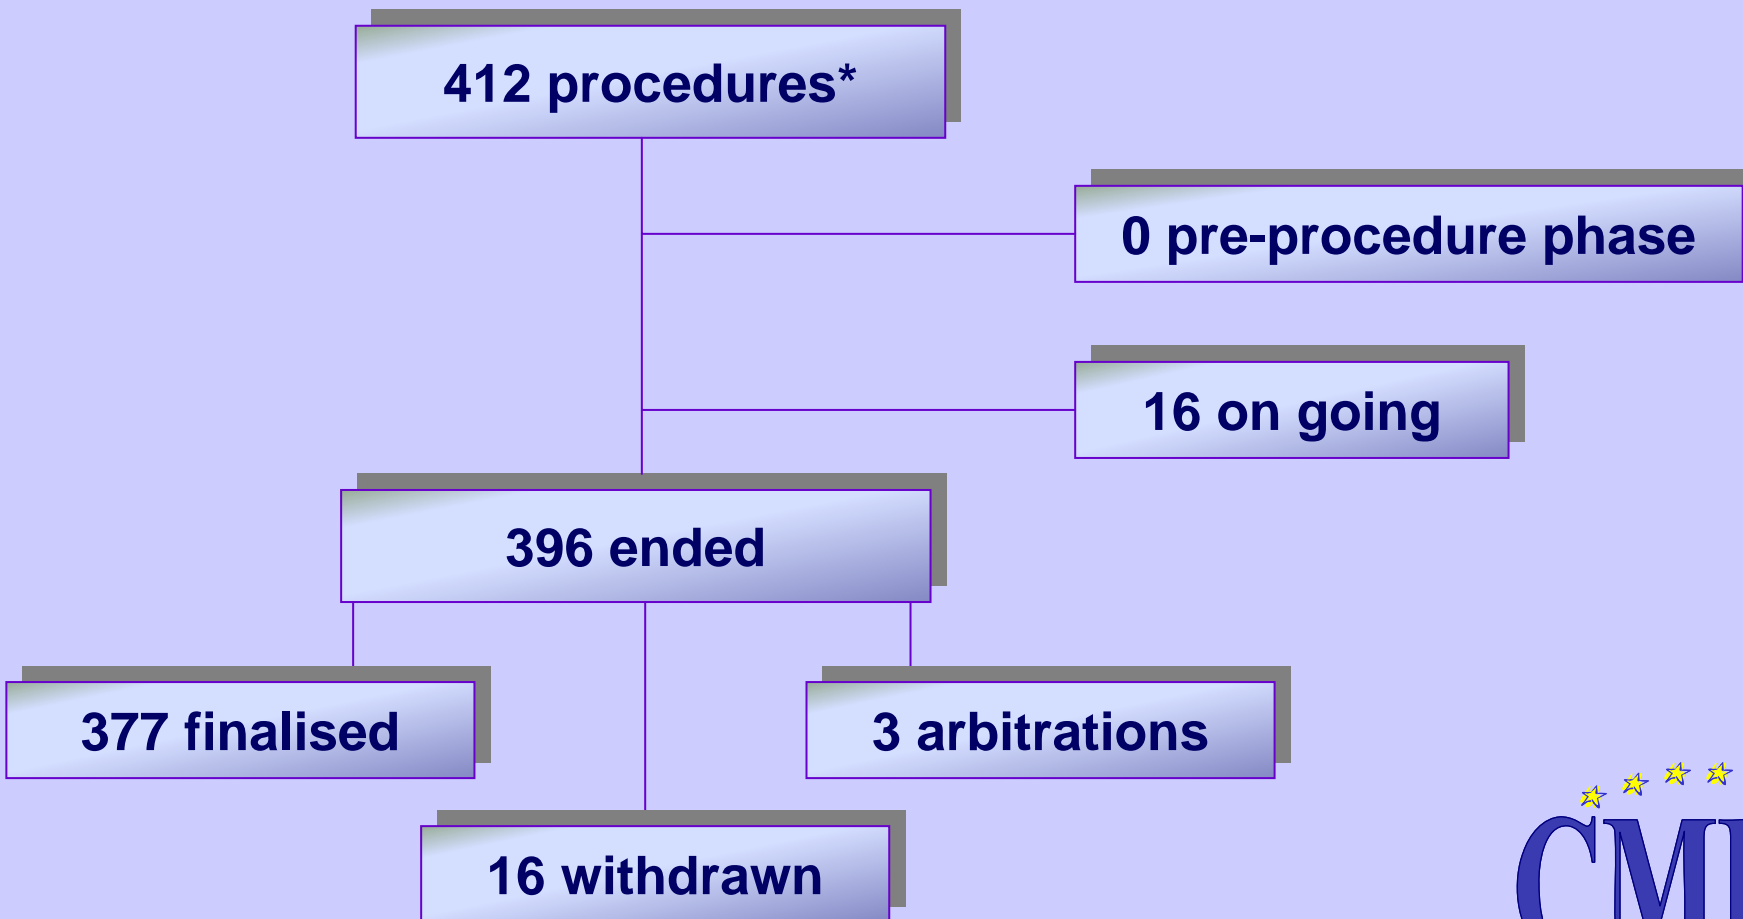 412 procedures*
0 pre-procedure phase
16 on going
396 ended
377 finalised
3 arbitrations
16 withdrawn